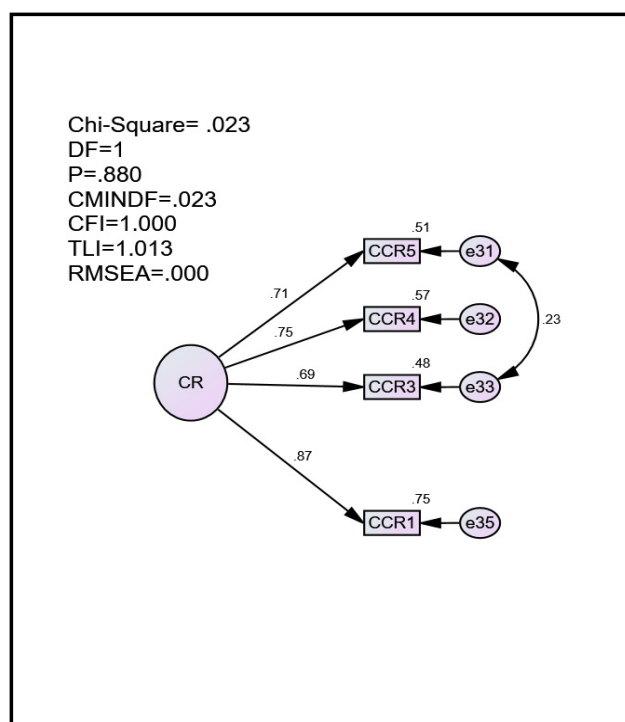 Chi-Square= .023
DF=1
P=.880
CMINDF=.023
CFI=1.000
TLI=1.013
RMSEA=.000
.51
CCR5
e31
.71
.57
CCR4
e32
.75
.23
.48
CCR3
e33
.69
CR
.87
.75
CCR1
e35